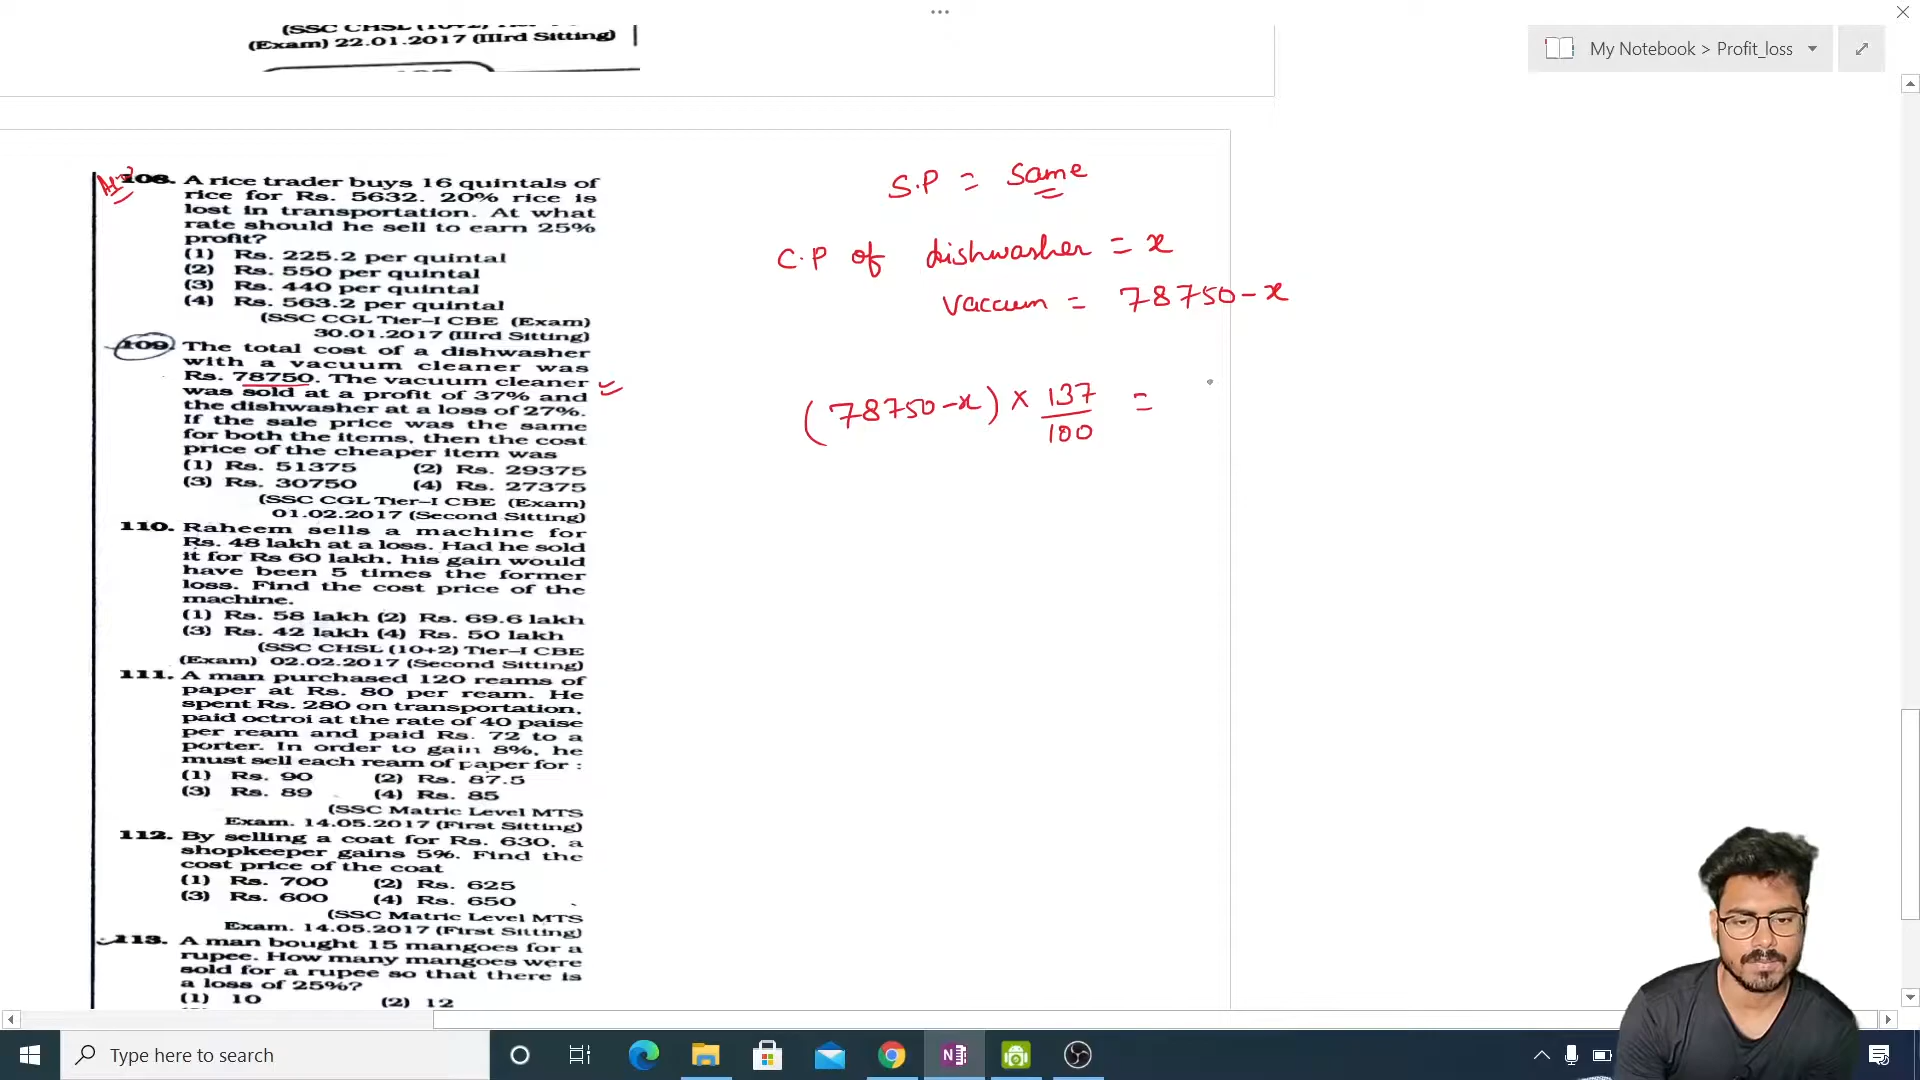 (SSC CHSL (10+2)
(Exam) 22.01.2017 (IIIrd Sitting)
My Notebook > Profit_loss
108. A rice trader buys 16 quintals of
rice for Rs. 5632. 20% rice is
lost in transportation. At what
rate should he sell to earn 25%
profit?
(1) Rs. 225.2 per quintal
(2) Rs. 550 per quintal
(3) Rs. 440 per quintal
(4) Rs. 563.2 per quintal
(SSC CGL Tier–I CBE (Exam)
30.01.2017 (IIIrd Sitting)
109. The total cost of a dishwasher
with a vacuum cleaner was
Rs. 78750. The vacuum cleaner
was sold at a profit of 37% and
the dishwasher at a loss of 27%.
If the sale price was the same
for both the items, then the cost
price of the cheaper item was
(1) Rs. 51375 (2) Rs. 29375
(3) Rs. 30750 (4) Rs. 27375
(SSC CGL Tier–I CBE (Exam)
01.02.2017 (Second Sitting)
110. Raheem sells a machine for
Rs. 48 lakh at a loss. Had he sold
it for Rs 60 lakh, his gain would
have been 5 times the former
loss. Find the cost price of the
machine.
(1) Rs. 58 lakh (2) Rs. 69.6 lakh
(3) Rs. 42 lakh (4) Rs. 50 lakh
(SSC CHSL (10+2) Tier–I CBE
(Exam) 02.02.2017 (Second Sitting)
111. A man purchased 120 reams of
paper at Rs. 80 per ream. He
spent Rs. 280 on transportation,
paid octroi at the rate of 40 paise
per ream and paid Rs. 72 to a
porter. In order to gain 8%, he
must sell each ream of paper for :
(1) Rs. 90 (2) Rs. 87.5
(3) Rs. 89 (4) Rs. 85
(SSC Matric Level MTS
Exam. 14.05.2017 (First Sitting)
112. By selling a coat for Rs. 630, a
shopkeeper gains 5%. Find the
cost price of the coat
(1) Rs. 700 (2) Rs. 625
(3) Rs. 600 (4) Rs. 650
(SSC Matric Level MTS
Exam. 14.05.2017 (First Sitting)
113. A man bought 15 mangoes for a
rupee. How many mangoes were
sold for a rupee so that there is
a loss of 25%?
(1) 10 (2) 12
S.P = Same
C.P of dishwasher = x
Vaccum = 78750-x
(78750-x) × 137/100 =
Type here to search